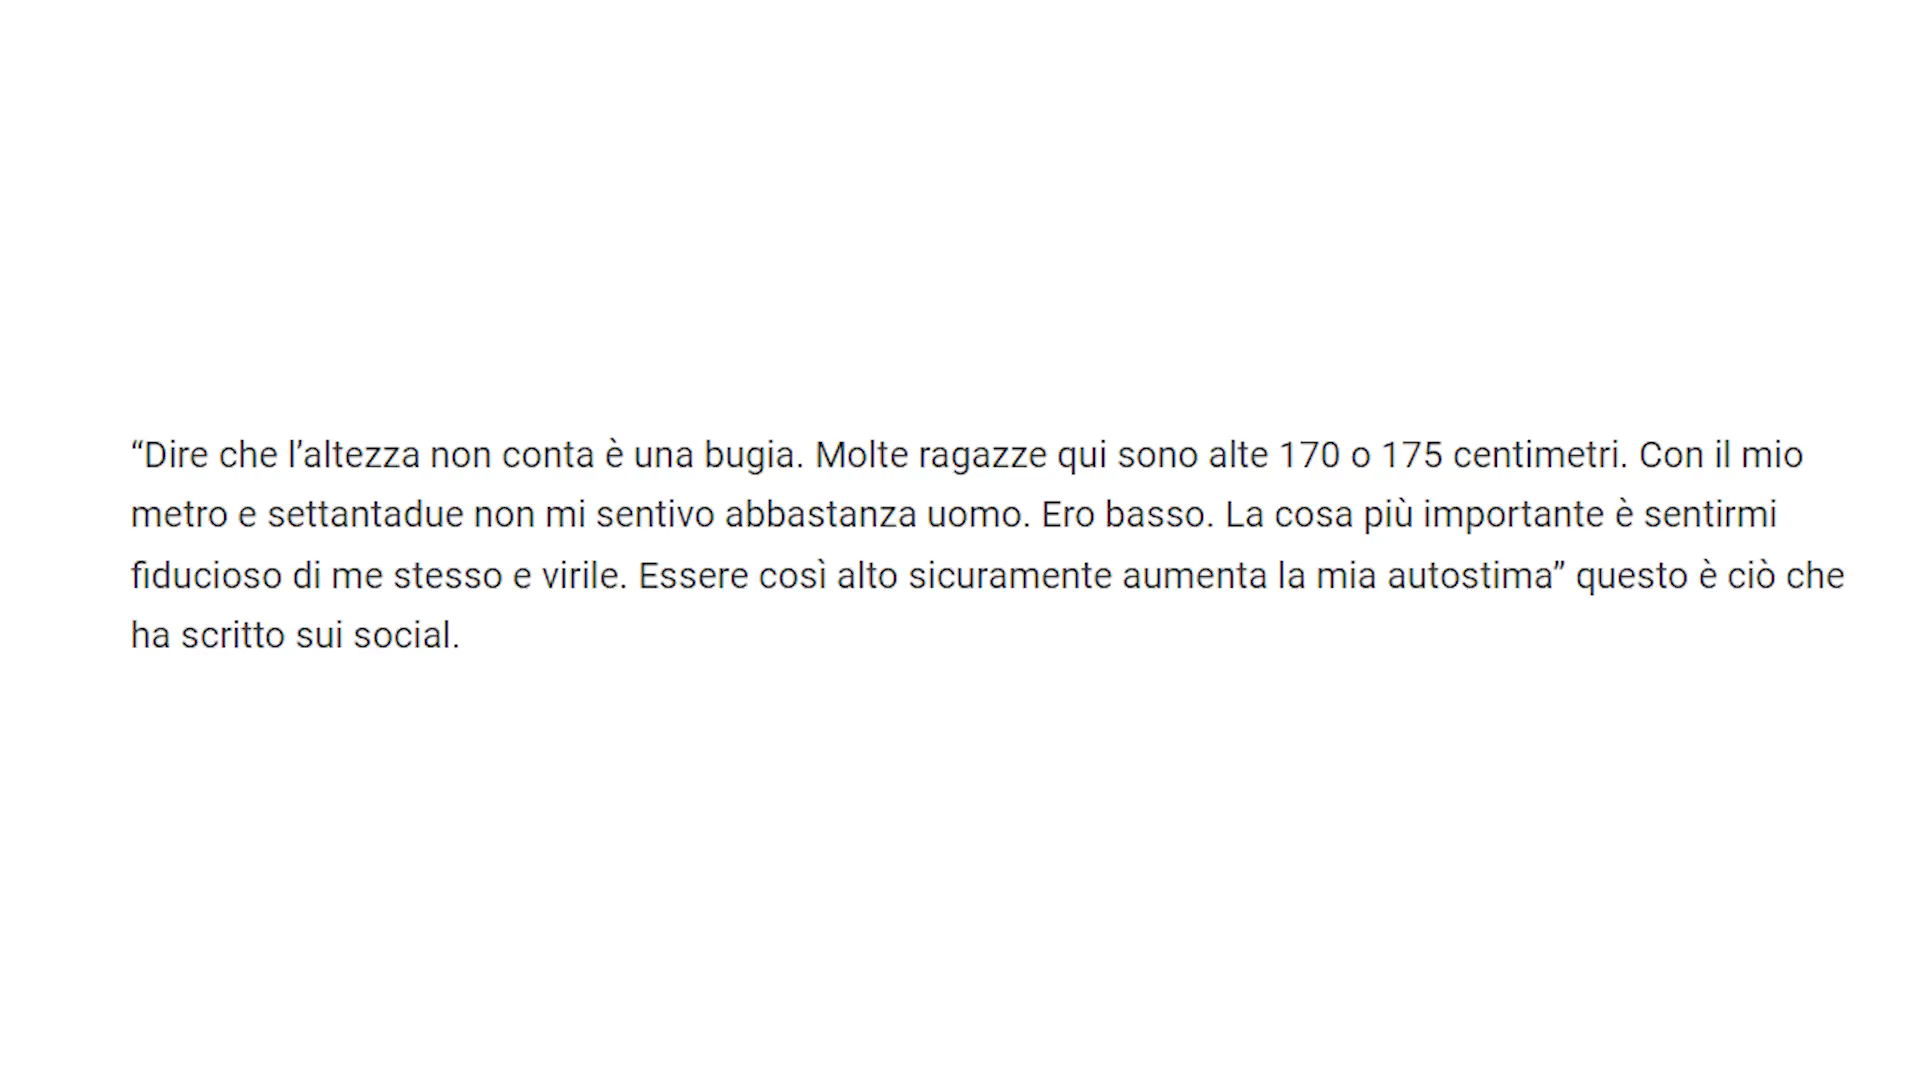 “Dire che l’altezza non conta è una bugia. Molte ragazze qui sono alte 170 o 175 centimetri. Con il mio
metro e settantadue non mi sentivo abbastanza uomo. Ero basso. La cosa più importante è sentirmi
fiducioso di me stesso e virile. Essere così alto sicuramente aumenta la mia autostima” questo è ciò che
ha scritto sui social.